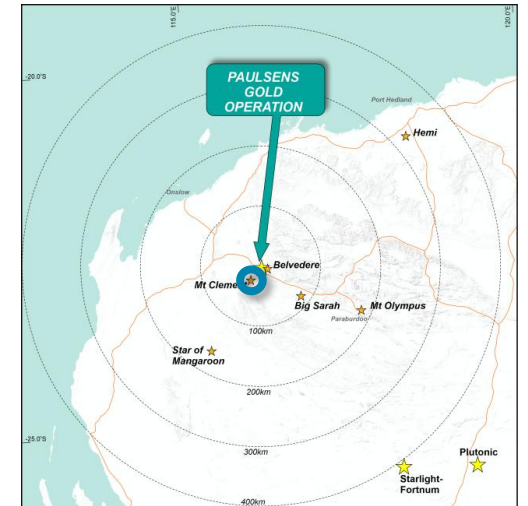 115.0°E
120.0°E
-20.0°S
PAULSENS
GOLD
OPERATION
Port Hedland
Hemi
Onslow
Belvedere
Mt Cleme
Big Sarah
Mt Olympus
Paraburdoo
100km
Star of
Mangaroon
200km
-25.0°S
300km
Plutonic
Starlight-
Fortnum
400km